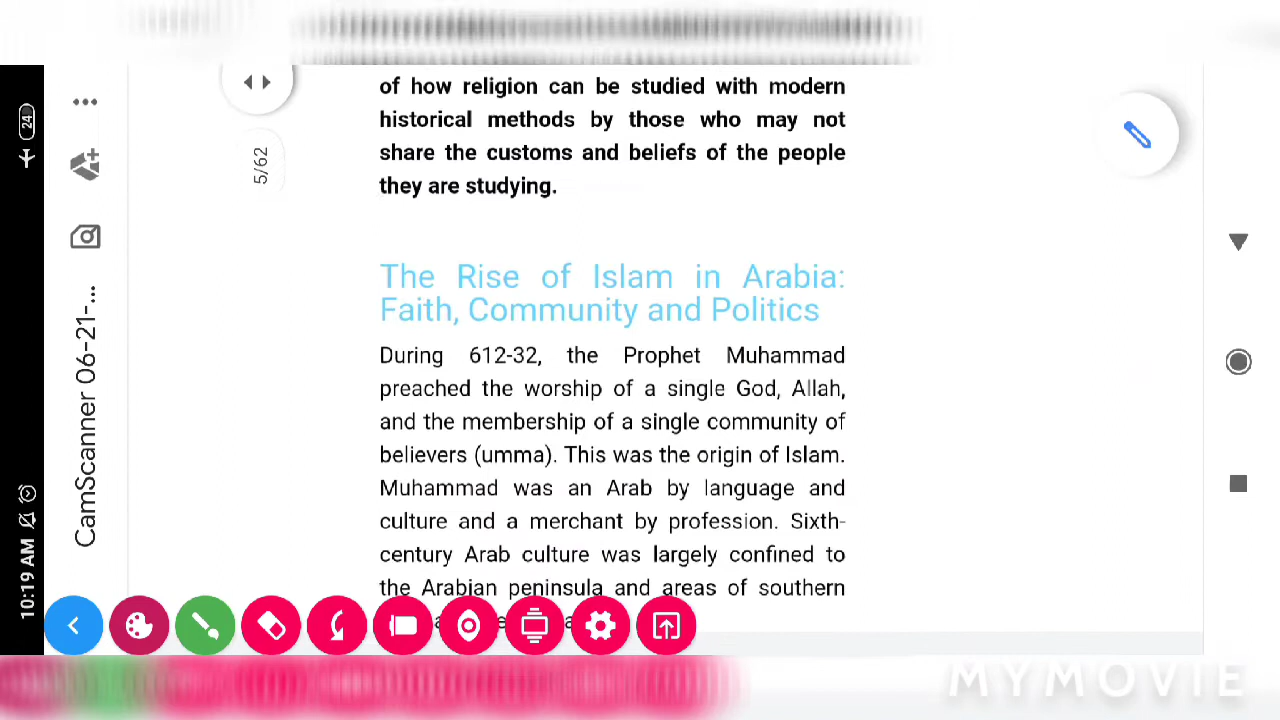 of how religion can be studied with modern
historical methods by those who may not
share the customs and beliefs of the people
they are studying.
The Rise of Islam in Arabia:
Faith, Community and Politics
During 612-32, the Prophet Muhammad
preached the worship of a single God, Allah,
and the membership of a single community of
believers (umma). This was the origin of Islam.
Muhammad was an Arab by language and
culture and a merchant by profession. Sixth-
century Arab culture was largely confined to
the Arabian peninsula and areas of southern
5/62
CamScanner 06-21-...
24
10:19 AM
MYMOVIE